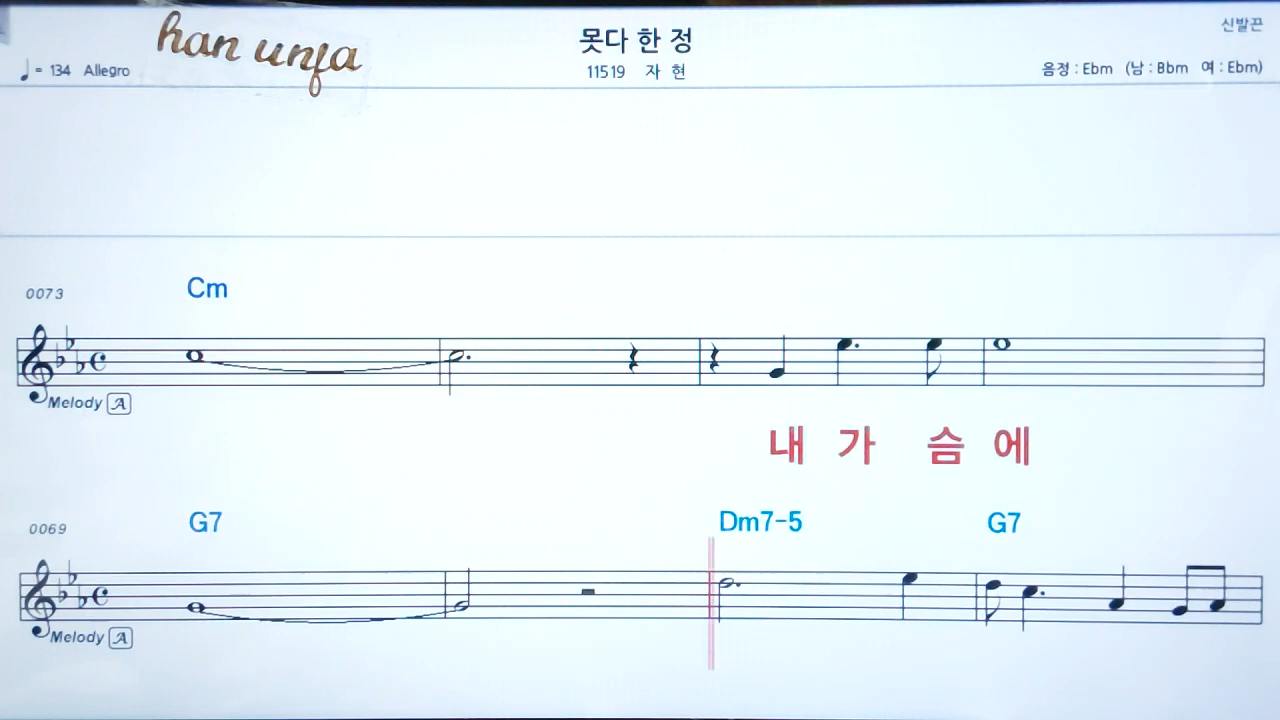 han unja
못다 한 정
신발끈
♩= 134 Allegro
11519 자 현
음정 : Ebm (남 : Bbm 여 : Ebm)
0073
Cm
Melody A
내 가 슴 에
0069
G7 Dm7-5 G7
Melody A